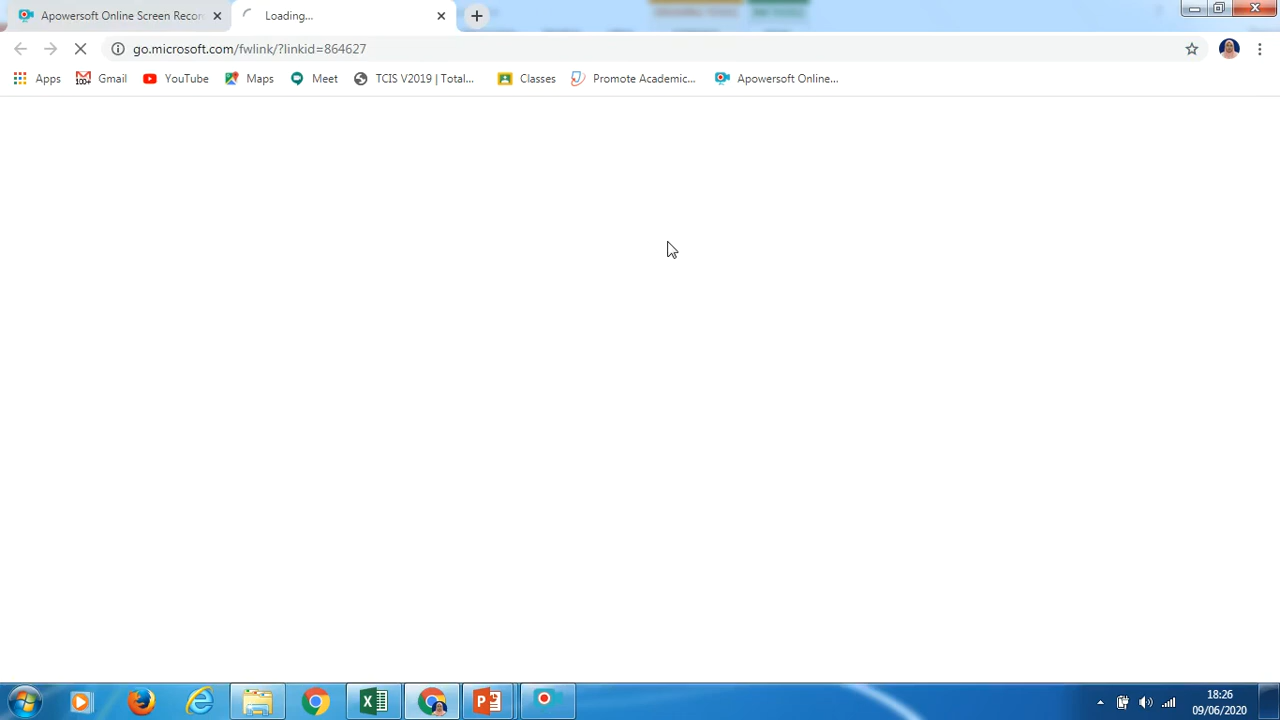 Apowersoft Online Screen Recor
Loading...
go.microsoft.com/fwlink/?linkid=864627
Apps
100+
Gmail
YouTube
Maps
Meet
TCIS V2019 | Total...
Classes
Promote Academic...
Apowersoft Online...
18:26
09/06/2020